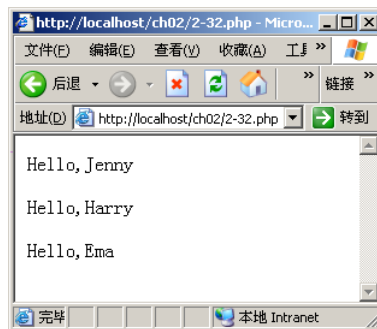 http://localhost/ch02/2-32.php - Micro...
文件(F) 编辑(E) 查看(V) 收藏(A) »
后退 » 链接 »
地址(D) http://localhost/ch02/2-32.php 转到
Hello,Jenny
Hello,Harry
Hello,Ema
完毕 本地 Intranet